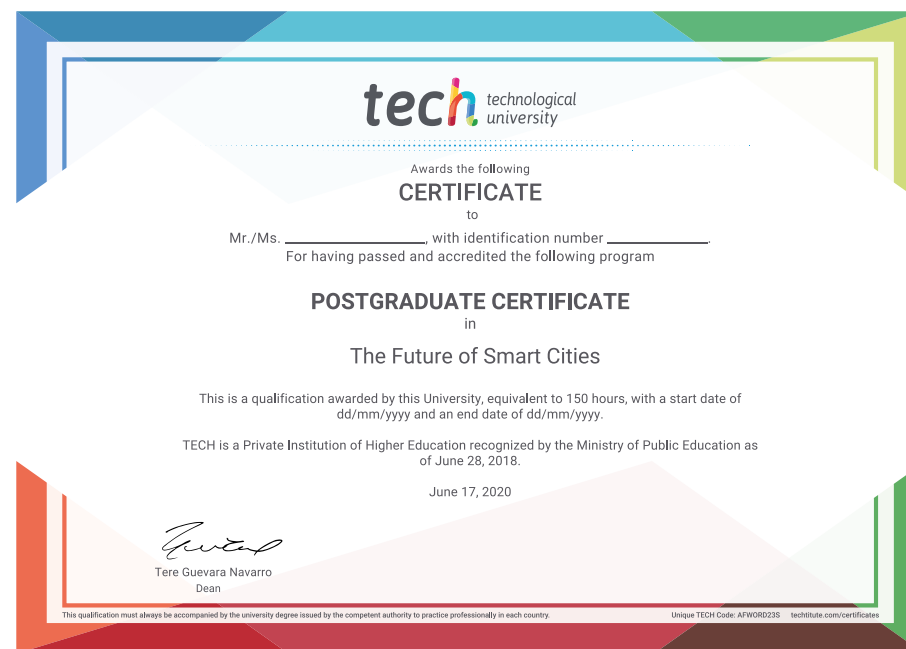 tech technological
university
Awards the following
CERTIFICATE
to
Mr./Ms. ____________________, with identification number ______________.
For having passed and accredited the following program
POSTGRADUATE CERTIFICATE
in
The Future of Smart Cities
This is a qualification awarded by this University, equivalent to 150 hours, with a start date of
dd/mm/yyyy and an end date of dd/mm/yyyy.
TECH is a Private Institution of Higher Education recognized by the Ministry of Public Education as
of June 28, 2018.
June 17, 2020
Tere Guevara Navarro
Dean
This qualification must always be accompanied by the university degree issued by the competent authority to practice professionally in each country.
Unique TECH Code: AFWORD23S techtitute.com/certificates